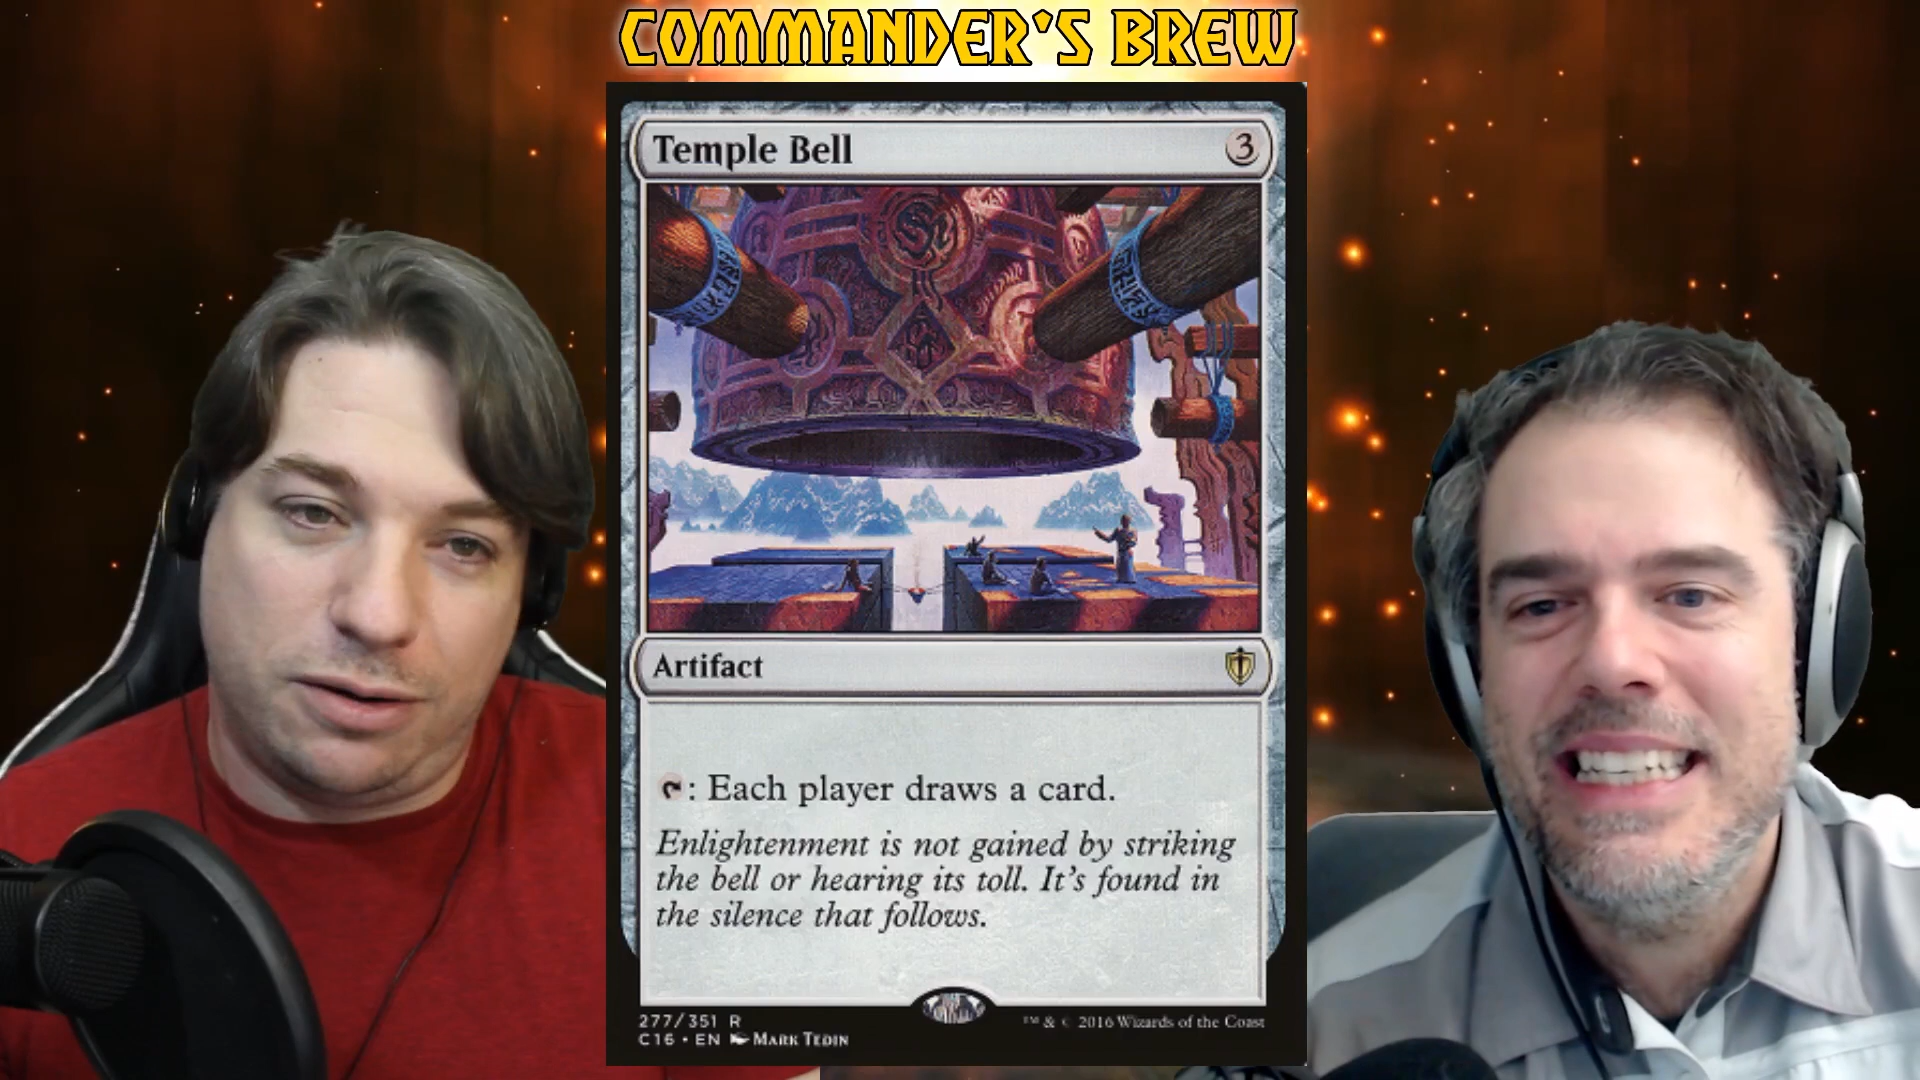 COMMANDER'S BREW
Temple Bell
3
Artifact
: Each player draws a card.
Enlightenment is not gained by striking
the bell or hearing its toll. It's found in
the silence that follows.
277/351 R
C16 • EN Mark Tedin
™ & © 2016 Wizards of the Coast